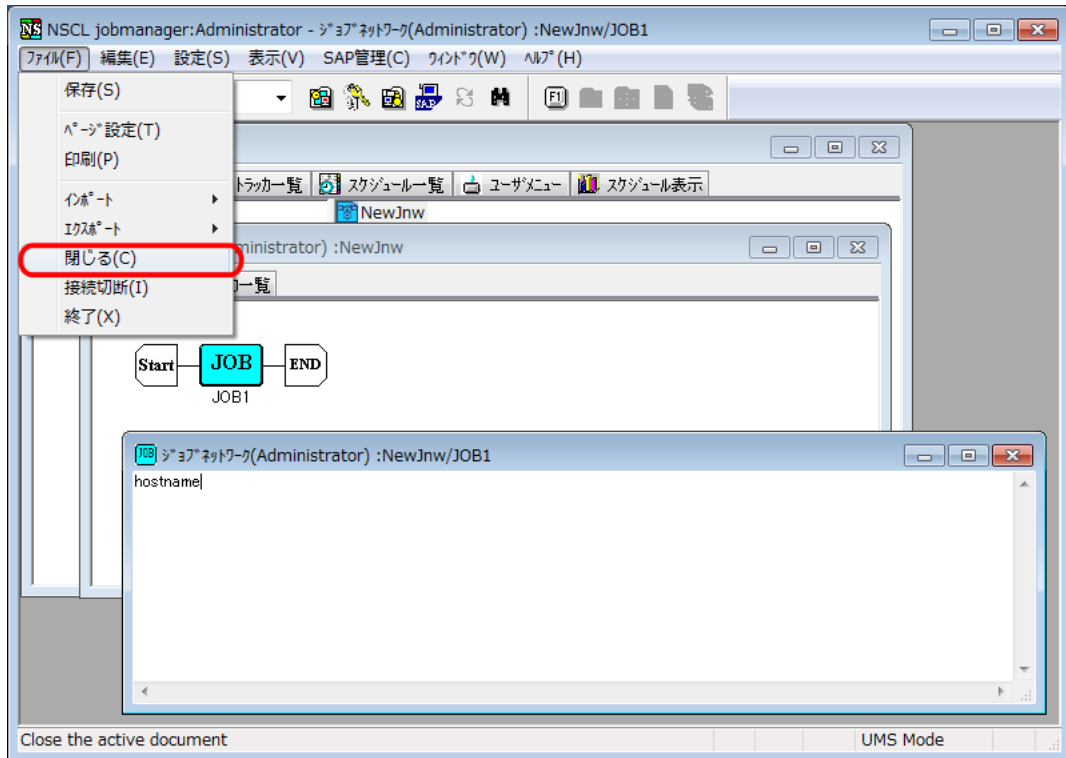 NS NSCL jobmanager:Administrator - ｼﾞｮﾌﾞﾈｯﾄﾜｰｸ(Administrator) :NewJnw/JOB1
ﾌｧｲﾙ(F) 編集(E) 設定(S) 表示(V) SAP管理(C) ｳｨﾝﾄﾞｳ(W) ﾍﾙﾌﾟ(H)
保存(S)
ﾍﾟｰｼﾞ設定(T)
印刷(P)
ｲﾝﾎﾟｰﾄ
ｴｸｽﾎﾟｰﾄ
閉じる(C)
接続切断(I)
終了(X)
SAP F1
トラッカ一覧 スケジュール一覧 ユーザメニュー スケジュール表示
NewJnw
ministrator) :NewJnw
一覧
Start JOB END
JOB1
JOB ｼﾞｮﾌﾞﾈｯﾄﾜｰｸ(Administrator) :NewJnw/JOB1
hostname
Close the active document UMS Mode